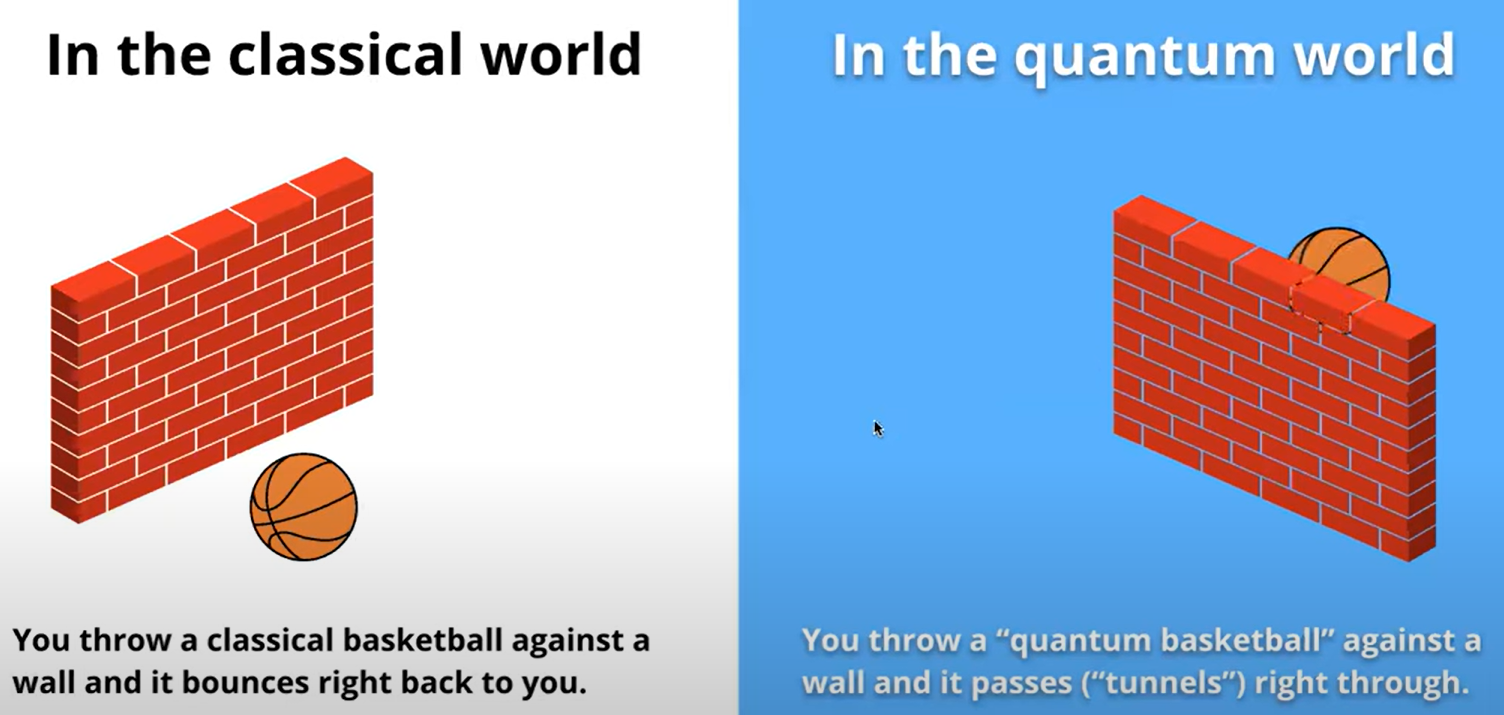 In the classical world
You throw a classical basketball against a
wall and it bounces right back to you.
In the quantum world
You throw a “quantum basketball” against a
wall and it passes (“tunnels”) right through.